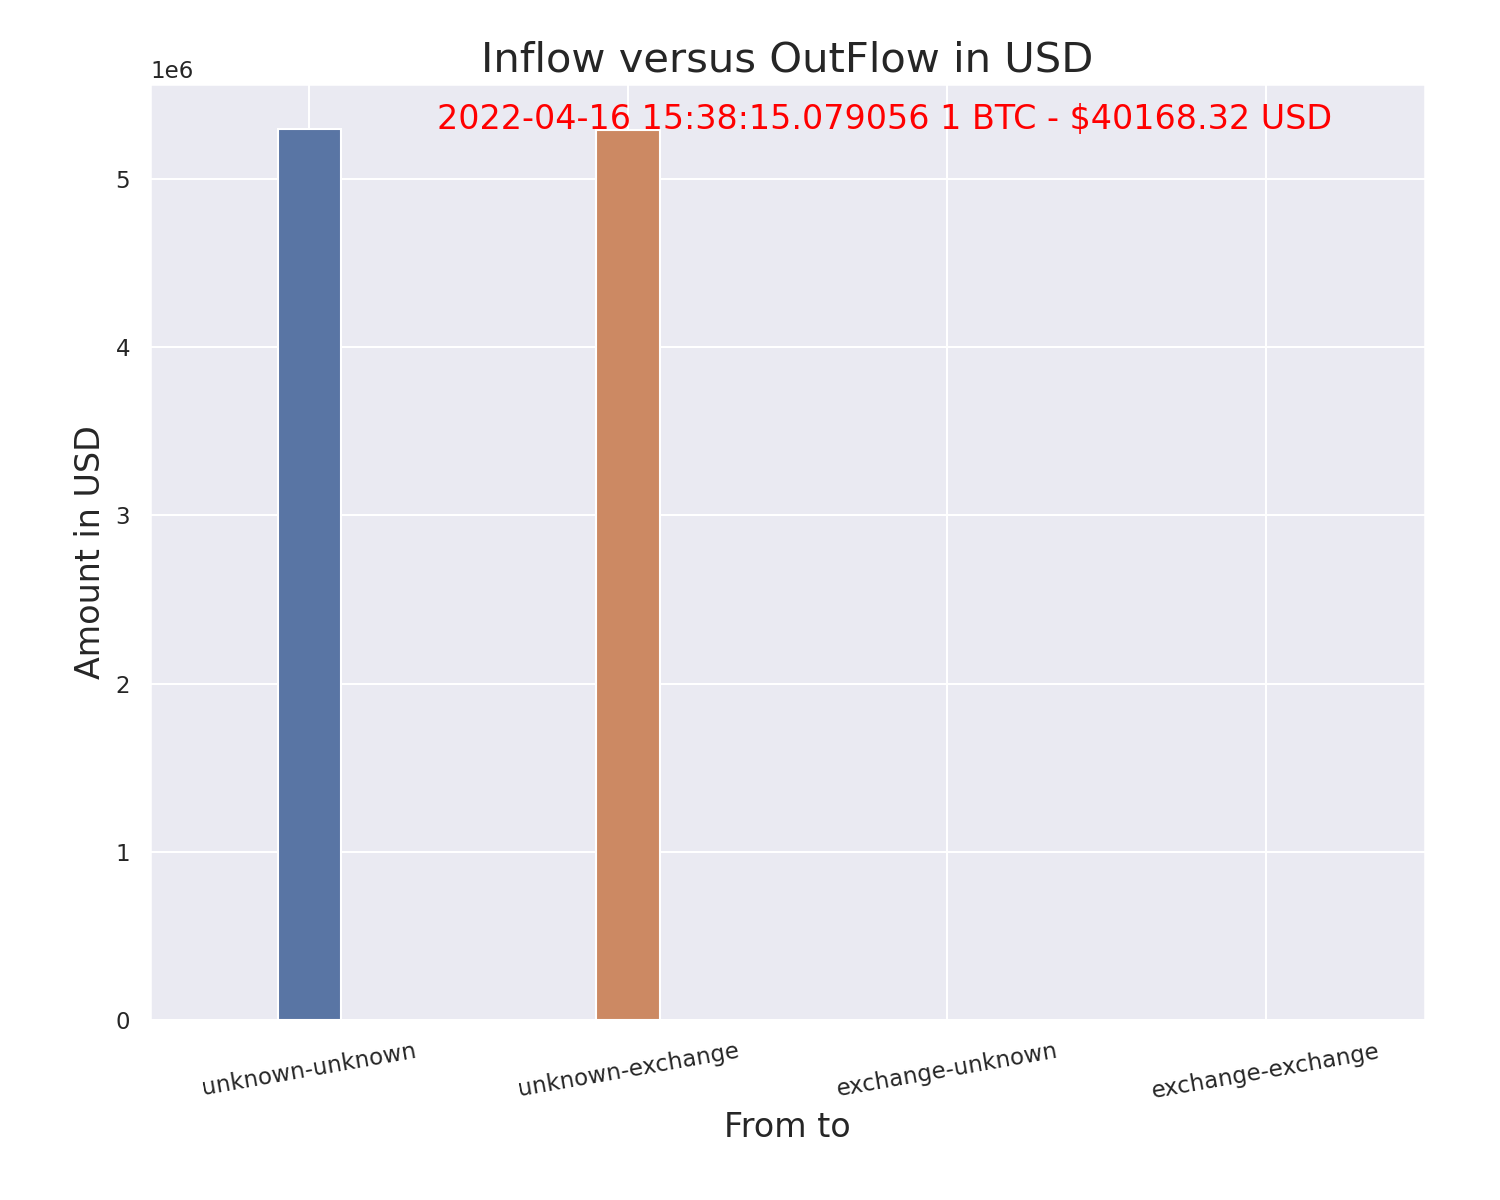 Inflow versus OutFlow in USD
1e6
2022-04-16 15:38:15.079056 1 BTC - $40168.32 USD
5
4
3
2
1
0
Amount in USD
unknown-unknown
unknown-exchange
exchange-unknown
exchange-exchange
From to